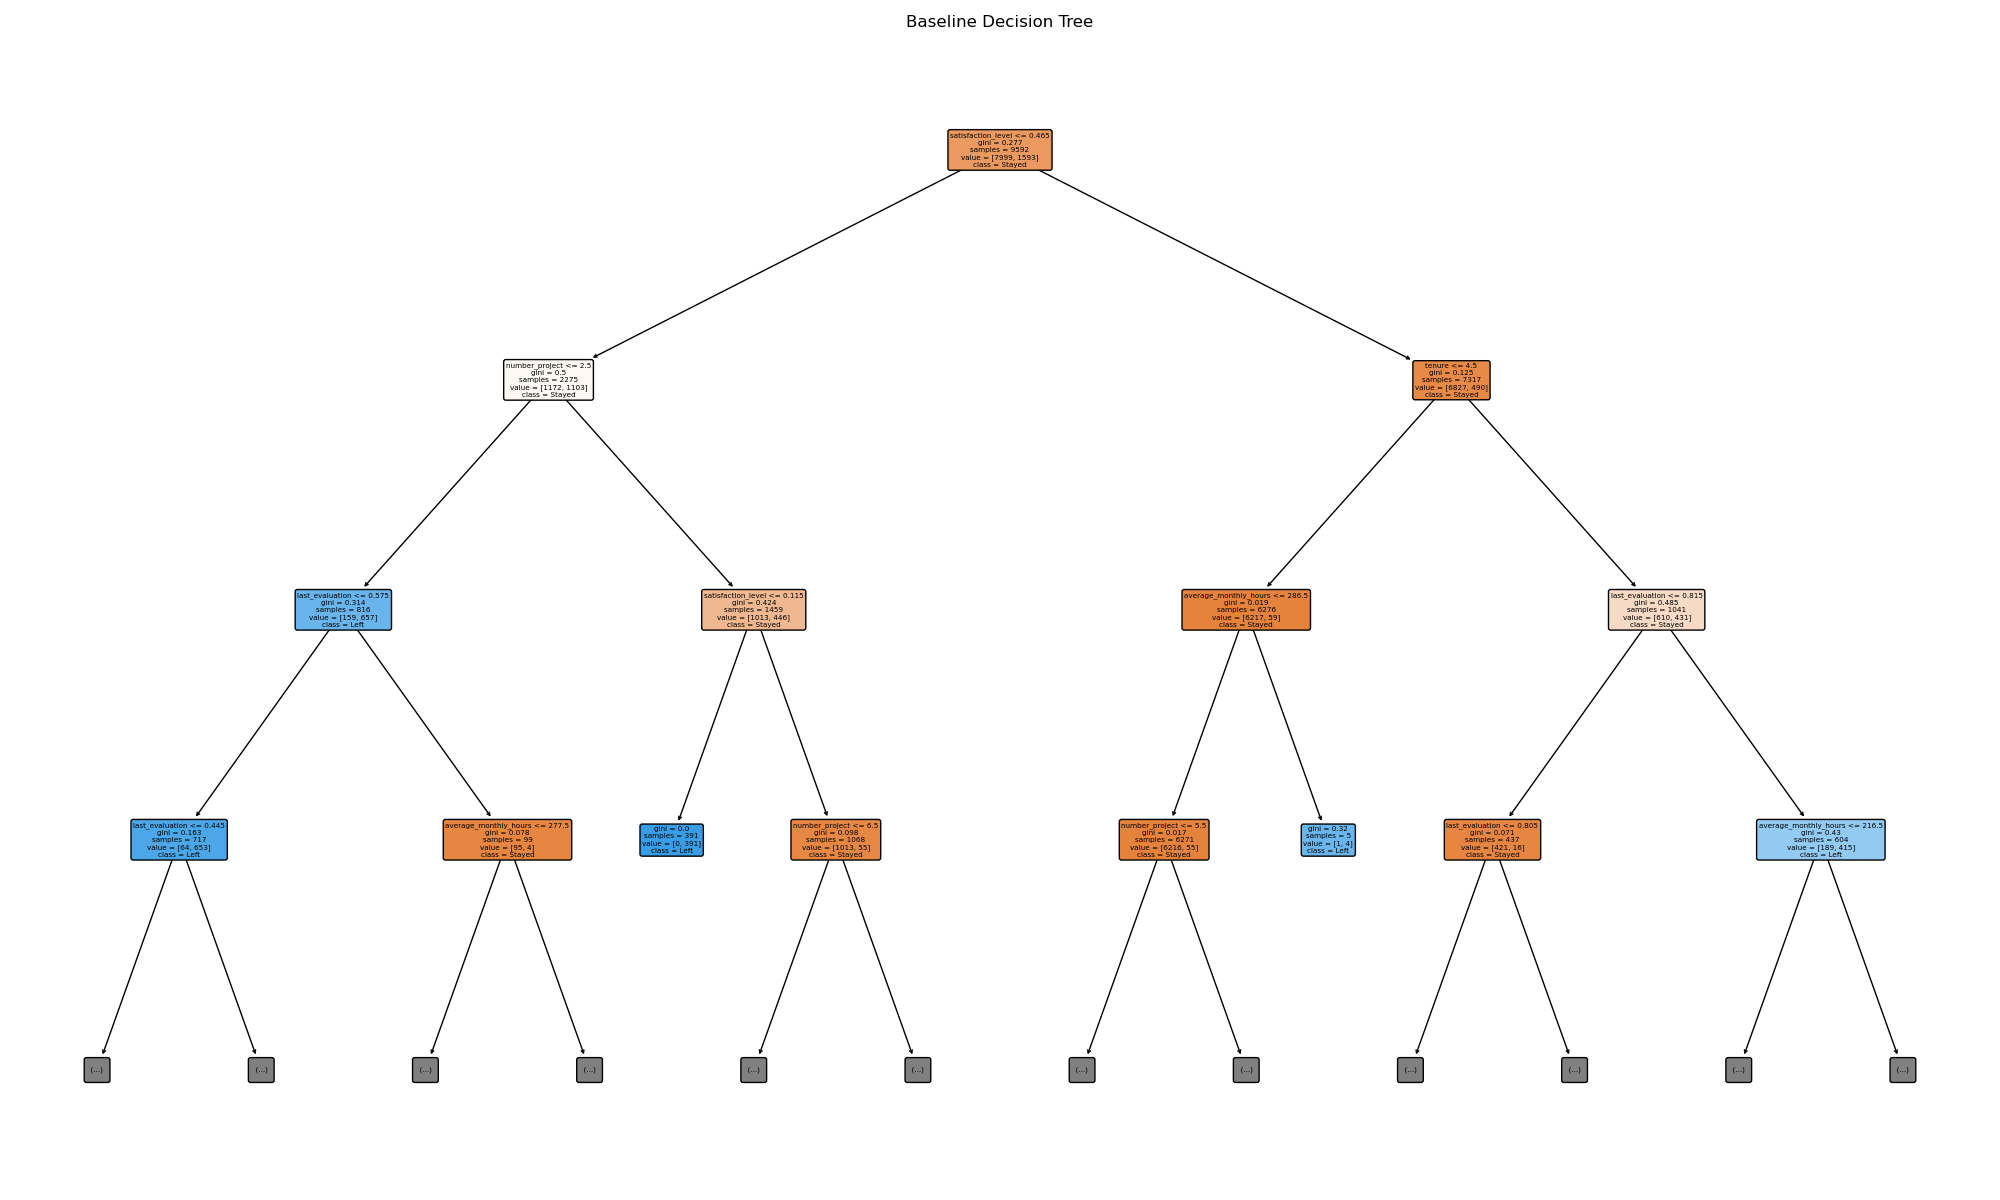 Baseline Decision Tree
satisfaction_level <= 0.465
gini = 0.277
samples = 9592
value = [7999, 1593]
class = Stayed
number_project <= 2.5
gini = 0.5
samples = 2275
value = [1172, 1103]
class = Stayed
tenure <= 4.5
gini = 0.125
samples = 7317
value = [6827, 490]
class = Stayed
last_evaluation <= 0.575
gini = 0.314
samples = 816
value = [159, 657]
class = Left
satisfaction_level <= 0.115
gini = 0.424
samples = 1459
value = [1013, 446]
class = Stayed
average_monthly_hours <= 286.5
gini = 0.019
samples = 6276
value = [6217, 59]
class = Stayed
last_evaluation <= 0.815
gini = 0.485
samples = 1041
value = [610, 431]
class = Stayed
last_evaluation <= 0.445
gini = 0.163
samples = 717
value = [64, 653]
class = Left
average_monthly_hours <= 277.5
gini = 0.078
samples = 99
value = [95, 4]
class = Stayed
gini = 0.0
samples = 391
value = [0, 391]
class = Left
number_project <= 6.5
gini = 0.098
samples = 1068
value = [1013, 55]
class = Stayed
number_project <= 5.5
gini = 0.017
samples = 6271
value = [6216, 55]
class = Stayed
gini = 0.32
samples = 5
value = [1, 4]
class = Left
last_evaluation <= 0.805
gini = 0.071
samples = 437
value = [421, 16]
class = Stayed
average_monthly_hours <= 216.5
gini = 0.43
samples = 604
value = [189, 415]
class = Left
(...)
(...)
(...)
(...)
(...)
(...)
(...)
(...)
(...)
(...)
(...)
(...)